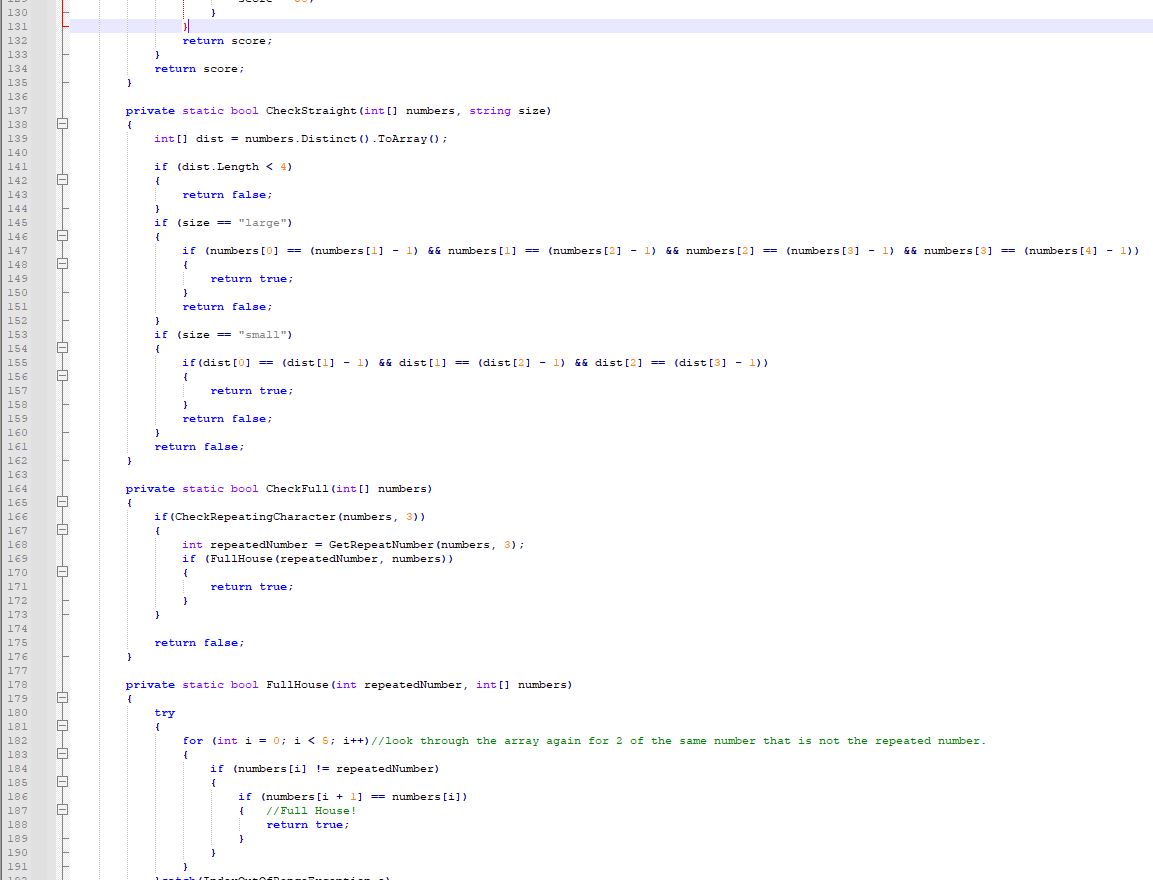 130 }
131 }
132 return score;
133 }
134 return score;
135 }
136
137 private static bool CheckStraight(int[] numbers, string size)
138 {
139 int[] dist = numbers.Distinct().ToArray();
140
141 if (dist.Length < 4)
142 {
143 return false;
144 }
145 if (size == "large")
146 {
147 if (numbers[0] == (numbers[1] - 1) && numbers[1] == (numbers[2] - 1) && numbers[2] == (numbers[3] - 1) && numbers[3] == (numbers[4] - 1))
148 {
149 return true;
150 }
151 return false;
152 }
153 if (size == "small")
154 {
155 if(dist[0] == (dist[1] - 1) && dist[1] == (dist[2] - 1) && dist[2] == (dist[3] - 1))
156 {
157 return true;
158 }
159 return false;
160 }
161 return false;
162 }
163
164 private static bool CheckFull(int[] numbers)
165 {
166 if(CheckRepeatingCharacter(numbers, 3))
167 {
168 int repeatedNumber = GetRepeatNumber(numbers, 3);
169 if (FullHouse(repeatedNumber, numbers))
170 {
171 return true;
172 }
173 }
174
175 return false;
176 }
177
178 private static bool FullHouse(int repeatedNumber, int[] numbers)
179 {
180 try
181 {
182 for (int i = 0; i < 5; i++)//look through the array again for 2 of the same number that is not the repeated number.
183 {
184 if (numbers[i] != repeatedNumber)
185 {
186 if (numbers[i + 1] == numbers[i])
187 { //Full House!
188 return true;
189 }
190 }
191 }